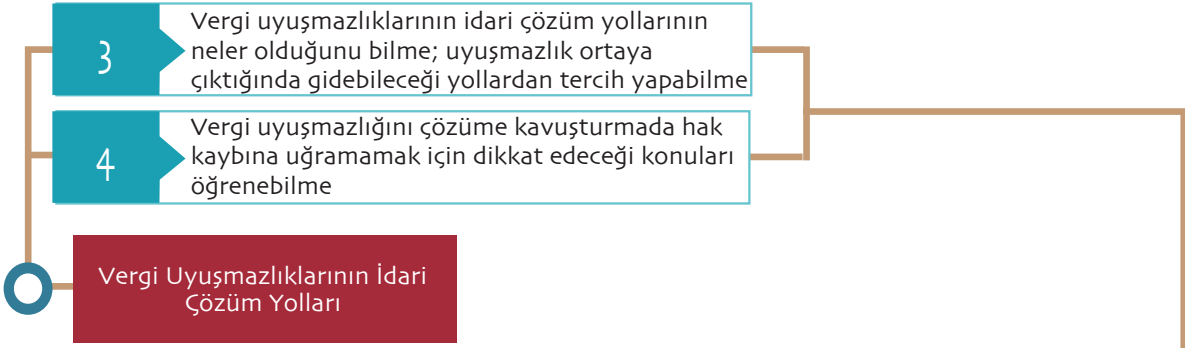 3
Vergi uyuşmazlıklarının idari çözüm yollarının
neler olduğunu bilme; uyuşmazlık ortaya
çıktığında gidebileceği yollardan tercih yapabilme
4
Vergi uyuşmazlığını çözüme kavuşturmada hak
kaybına uğramamak için dikkat edeceği konuları
öğrenebilme
Vergi Uyuşmazlıklarının İdari
Çözüm Yolları